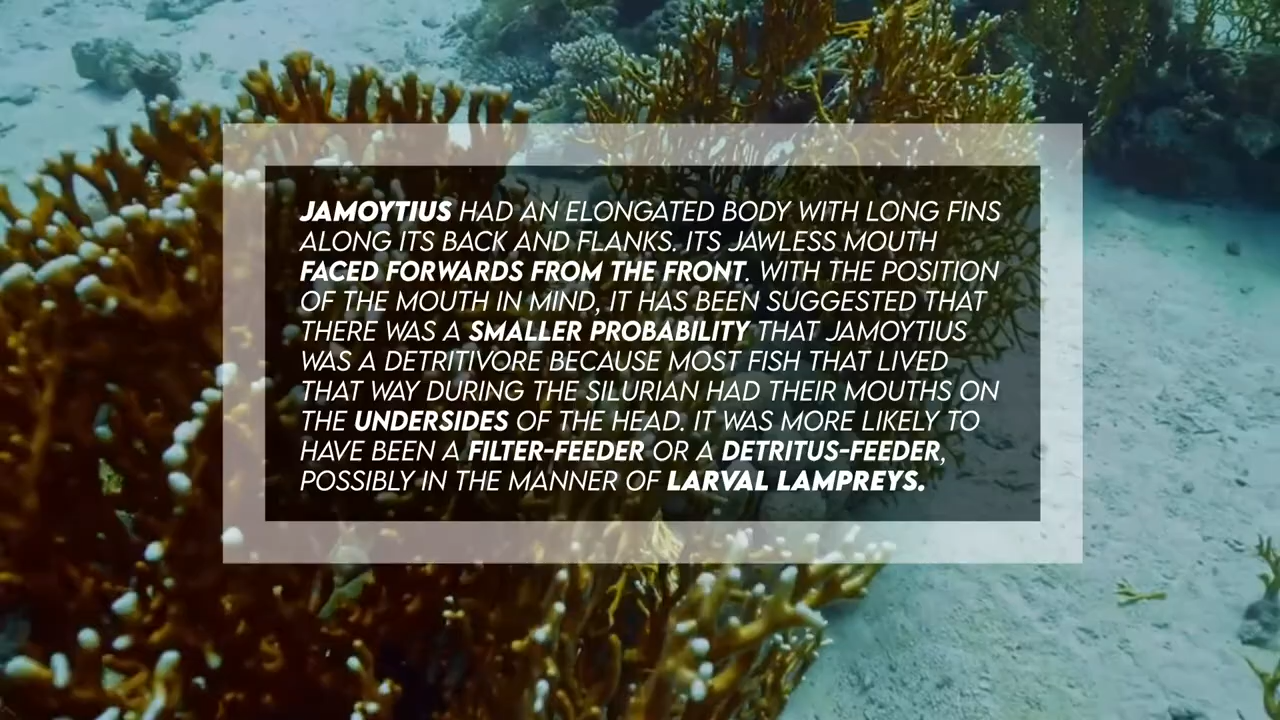 JAMOYTIUS HAD AN ELONGATED BODY WITH LONG FINS
ALONG ITS BACK AND FLANKS. ITS JAWLESS MOUTH
FACED FORWARDS FROM THE FRONT. WITH THE POSITION
OF THE MOUTH IN MIND, IT HAS BEEN SUGGESTED THAT
THERE WAS A SMALLER PROBABILITY THAT JAMOYTIUS
WAS A DETRITIVORE BECAUSE MOST FISH THAT LIVED
THAT WAY DURING THE SILURIAN HAD THEIR MOUTHS ON
THE UNDERSIDES OF THE HEAD. IT WAS MORE LIKELY TO
HAVE BEEN A FILTER-FEEDER OR A DETRITUS-FEEDER,
POSSIBLY IN THE MANNER OF LARVAL LAMPREYS.